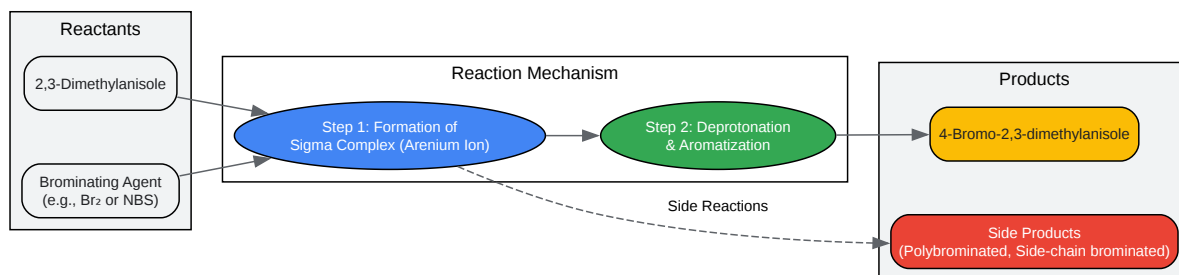 Reactants
2,3-Dimethylanisole
Brominating Agent
(e.g., Br₂ or NBS)
Reaction Mechanism
Step 1: Formation of
Sigma Complex (Arenium Ion)
Step 2: Deprotonation
& Aromatization
Side Reactions
Products
4-Bromo-2,3-dimethylanisole
Side Products
(Polybrominated, Side-chain brominated)